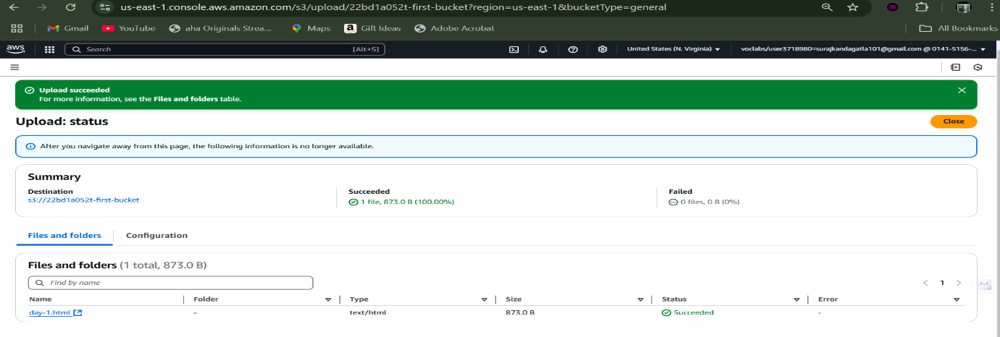 us-east-1.console.aws.amazon.com/s3/upload/22bd1a052t-first-bucket?region=us-east-1&bucketType=general
Gmail YouTube aha Originals Strea... Maps Gift Ideas Adobe Acrobat All Bookmarks
aws Search [Alt+S] United States (N. Virginia) voclabs/user3718980=surajkandagatla101@gmail.com @ 0141-5156-...
Upload succeeded
For more information, see the Files and folders table.
Upload: status Close
After you navigate away from this page, the following information is no longer available.
Summary
Destination Succeeded Failed
s3://22bd1a052t-first-bucket 1 file, 873.0 B (100.00%) 0 files, 0 B (0%)
Files and folders Configuration
Files and folders (1 total, 873.0 B)
Find by name 1
Name Folder Type Size Status Error
day-1.html - text/html 873.0 B Succeeded -